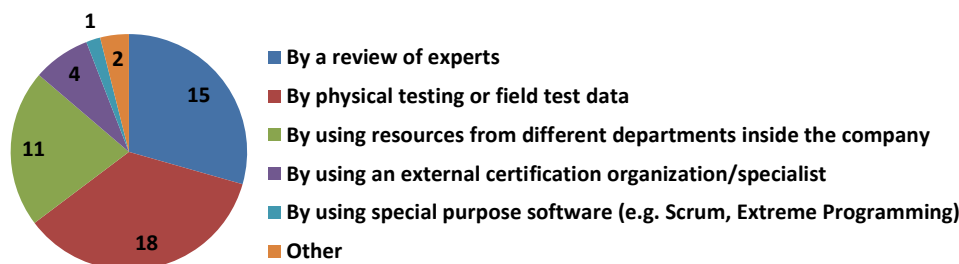 1
2
4
15
11
18
By a review of experts
By physical testing or field test data
By using resources from different departments inside the company
By using an external certification organization/specialist
By using special purpose software (e.g. Scrum, Extreme Programming)
Other